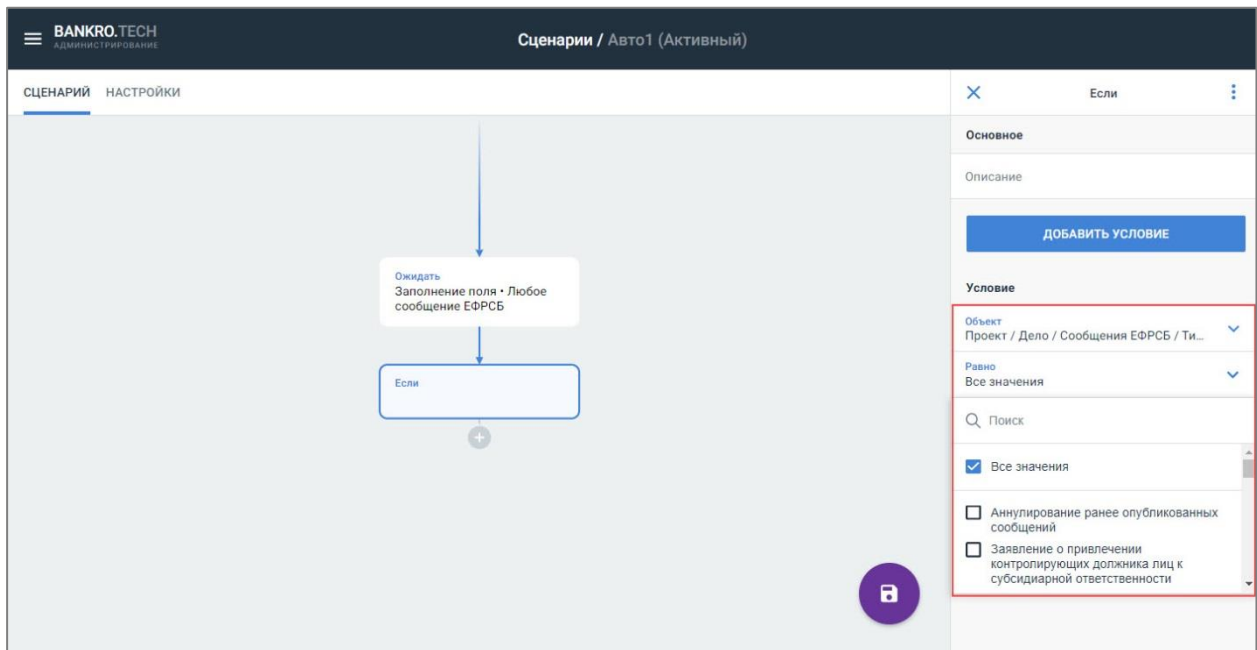 BANKRO.TECH
АДМИНИСТРИРОВАНИЕ
Сценарии / Авто1 (Активный)
СЦЕНАРИЙ НАСТРОЙКИ
Если
Основное
Описание
ДОБАВИТЬ УСЛОВИЕ
Ожидать
Заполнение поля • Любое
сообщение ЕФРСБ
Если
Условие
Объект
Проект / Дело / Сообщения ЕФРСБ / Ти...
Равно
Все значения
Поиск
Все значения
Аннулирование ранее опубликованных
сообщений
Заявление о привлечении
контролирующих должника лиц к
субсидиарной ответственности